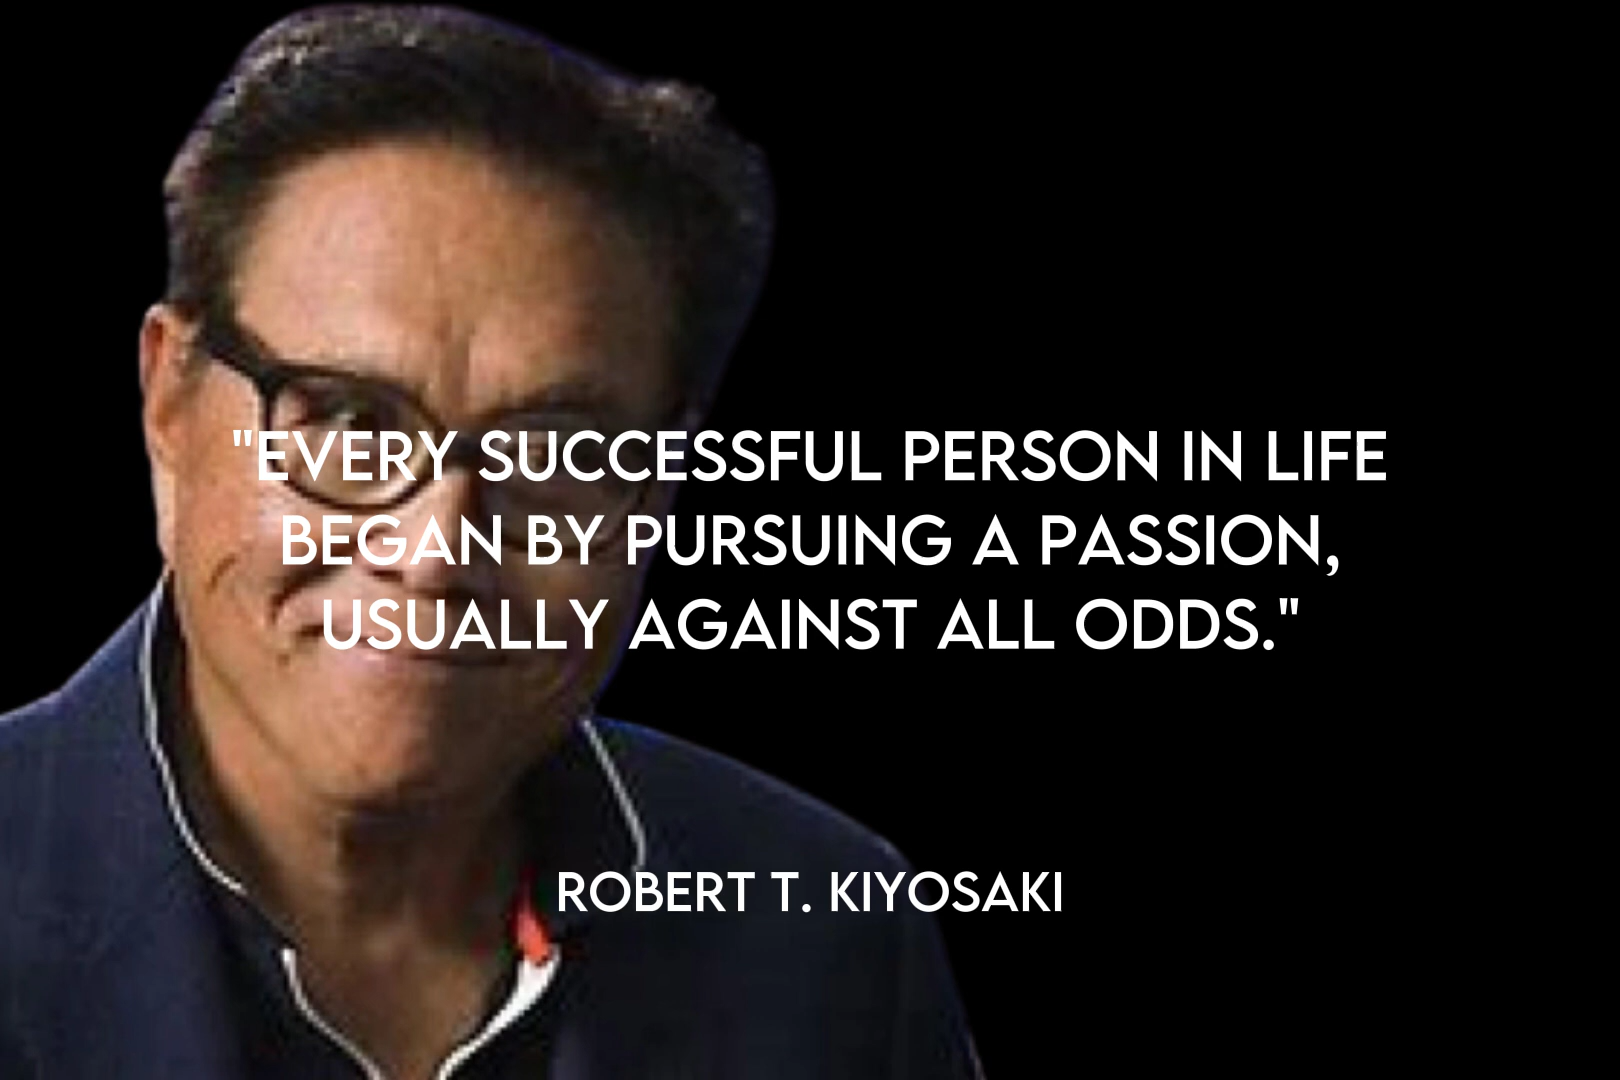 "EVERY SUCCESSFUL PERSON IN LIFE
BEGAN BY PURSUING A PASSION,
USUALLY AGAINST ALL ODDS."
ROBERT T. KIYOSAKI